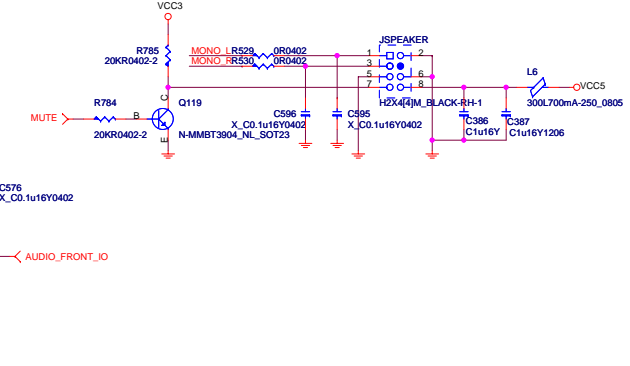 VCC3
JSPEAKER
R785
20KR0402-2
MONO_L R529 0R0402
MONO_R R530 0R0402
1 2
3
5 6
7 8
L6
VCC5
300L700mA-250_0805
H2X4[4]M_BLACK-RH-1
C
R784
Q119
MUTE
B
20KR0402-2
N-MMBT3904_NL_SOT23
E
C596
X_C0.1u16Y0402
C595
X_C0.1u16Y0402
C386
C1u16Y
C387
C1u16Y1206
C576
X_C0.1u16Y0402
AUDIO_FRONT_IO